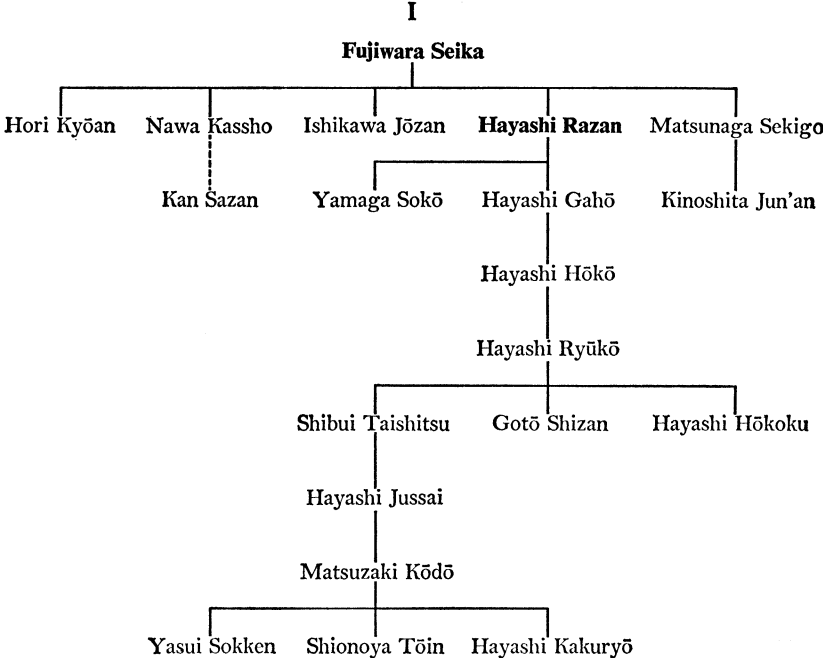 I
Fujiwara Seika
Hori Kyōan Nawa Kassho Ishikawa Jōzan Hayashi Razan Matsunaga Sekigo
Kan Sazan Yamaga Sokō Hayashi Gahō Kinoshita Jun'an
Hayashi Hōkō
Hayashi Ryūkō
Shibui Taishitsu Gotō Shizan Hayashi Hōkoku
Hayashi Jussai
Matsuzaki Kōdō
Yasui Sokken Shionoya Tōin Hayashi Kakuryō